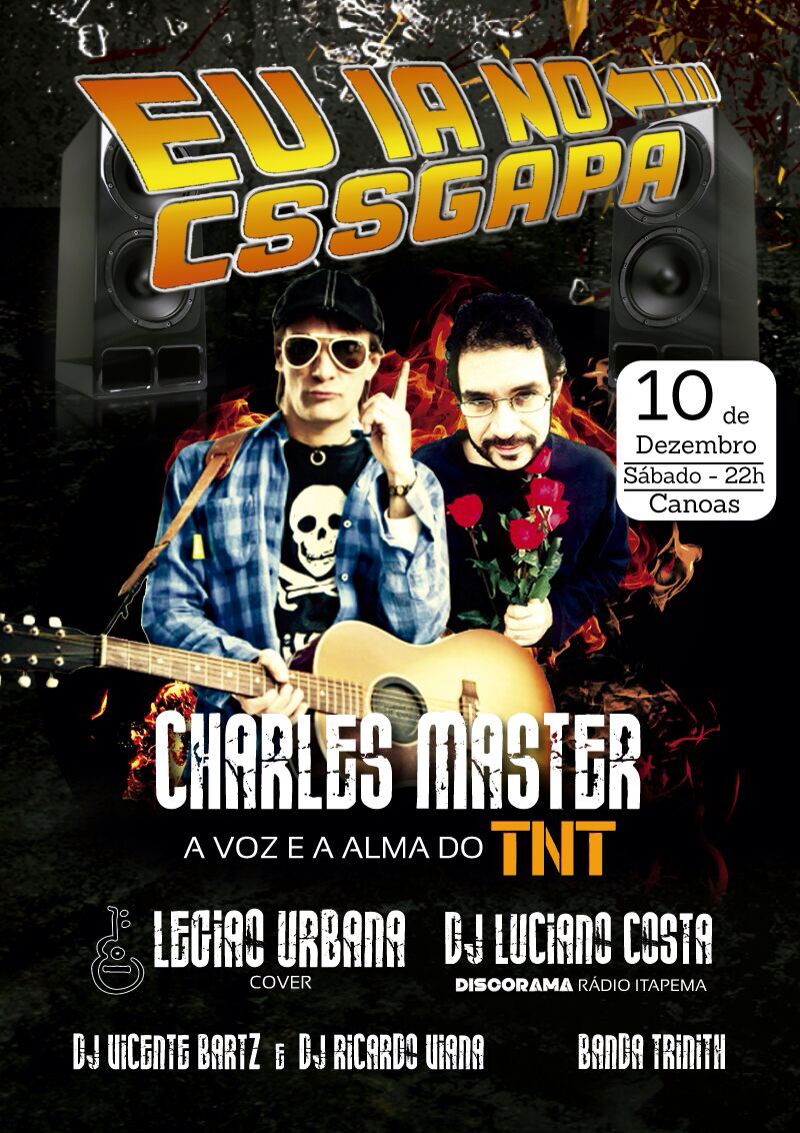 EU IA NO
CSSGAPA
10 de
Dezembro
Sábado - 22h
Canoas
CHARLES MASTER
A VOZ E A ALMA DO TNT
LEGIAO URBANA
COVER
DJ LUCIANO COSTA
DISCORAMA RÁDIO ITAPEMA
DJ VICENTE BARTZ E DJ RICARDO VIANA
BANDA TRINITH